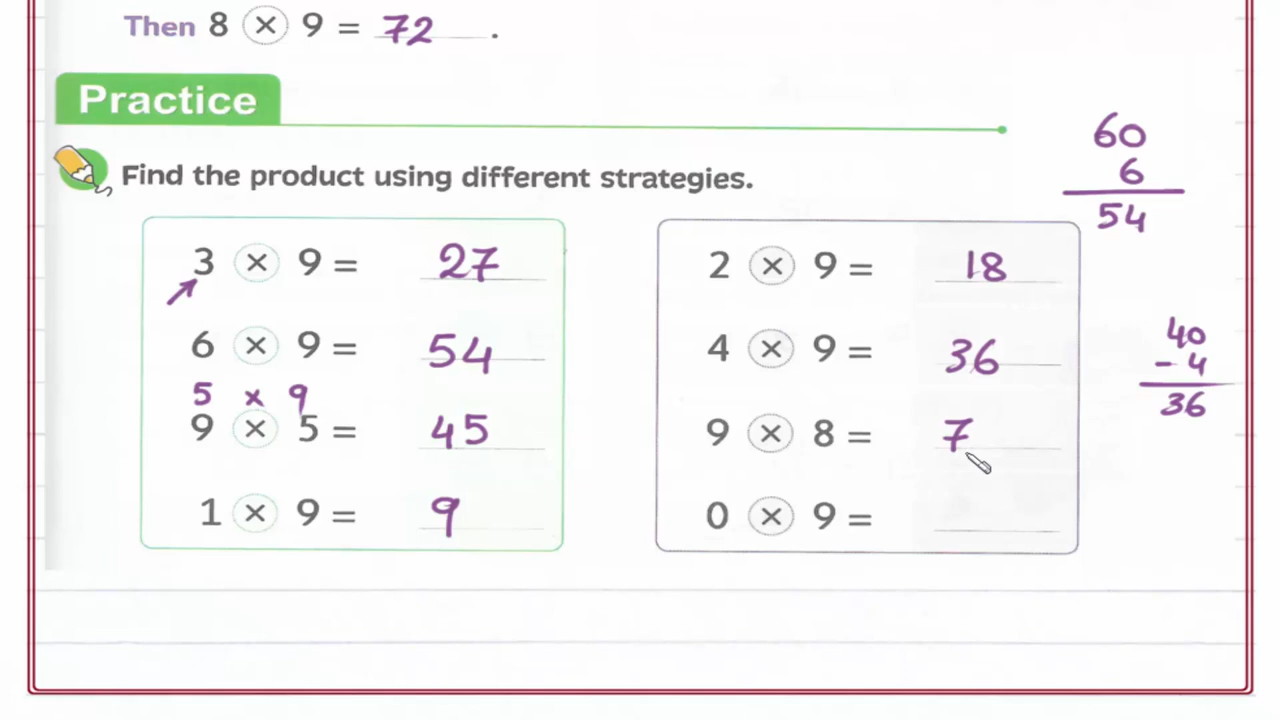 Then 8 × 9 = 72 .
Practice
Find the product using different strategies.
3 × 9 = 27
6 × 9 = 54
5 × 9
9 × 5 = 45
1 × 9 = 9
2 × 9 = 18
4 × 9 = 36
9 × 8 = 7
0 × 9 =
60
6
54
40
- 4
36